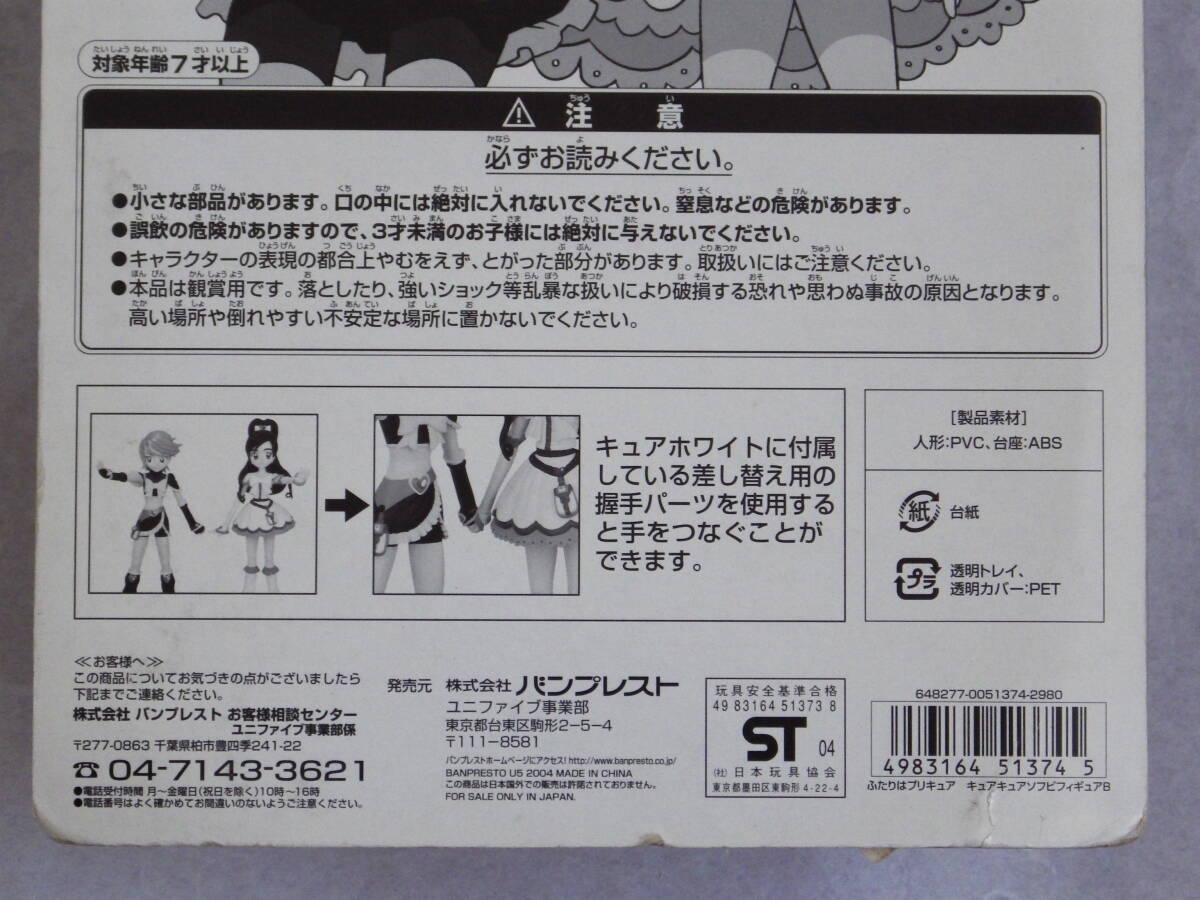 対象年齢7才以上
⚠ 注意
必ずお読みください。
●小さな部品があります。口の中には絶対に入れないでください。窒息などの危険があります。
●誤飲の危険がありますので、3才未満のお子様には絶対に与えないでください。
●キャラクターの表現の都合上やむをえず、とがった部分があります。取扱いにはご注意ください。
●本品は観賞用です。落としたり、強いショック等乱暴な扱いにより破損する恐れや思わぬ事故の原因となります。
高い場所や倒れやすい不安定な場所に置かないでください。
キュアホワイトに付属
している差し替え用の
握手パーツを使用する
と手をつなぐことが
できます。
[製品素材]
人形:PVC、台座:ABS
紙 台紙
プラ 透明トレイ、
透明カバー:PET
≪お客様へ≫
この商品についてお気づきの点がございましたら
下記までご連絡ください。
株式会社 バンプレスト お客様相談センター
ユニファイブ事業部係
〒277-0863 千葉県柏市豊四季241-22
☎ 04-7143-3621
●電話受付時間 月〜金曜日(祝日を除く)10時〜16時
●電話番号はよく確かめてお間違いのないようご注意ください。
発売元 株式会社 バンプレスト
ユニファイブ事業部
東京都台東区駒形2-5-4
〒111-8581
バンプレストホームページにアクセス! http://www.banpresto.co.jp/
BANPRESTO U5 2004 MADE IN CHINA
この商品は日本国外での販売は許諾されておりません。
FOR SALE ONLY IN JAPAN.
玩具安全基準合格
49 83164 51373 8
ST 04
(社)日本玩具協会
東京都墨田区東駒形4-22-4
648277-0051374-2980
4983164 513745
ふたりはプリキュア キュアキュアソフビフィギュアB